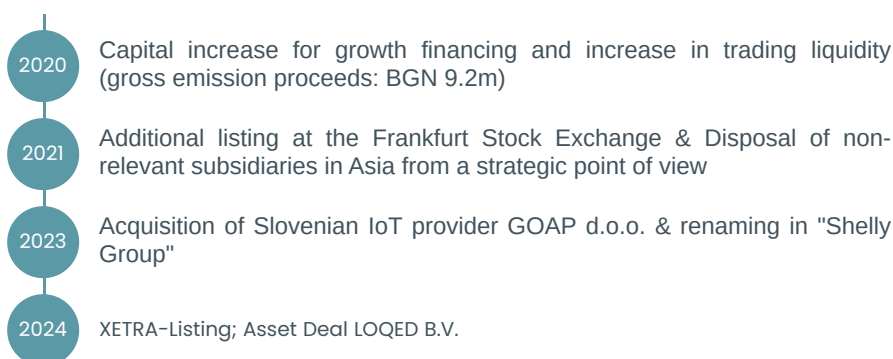 2020
Capital increase for growth financing and increase in trading liquidity
(gross emission proceeds: BGN 9.2m)
2021
Additional listing at the Frankfurt Stock Exchange & Disposal of non-
relevant subsidiaries in Asia from a strategic point of view
2023
Acquisition of Slovenian IoT provider GOAP d.o.o. & renaming in "Shelly
Group"
2024
XETRA-Listing; Asset Deal LOQED B.V.